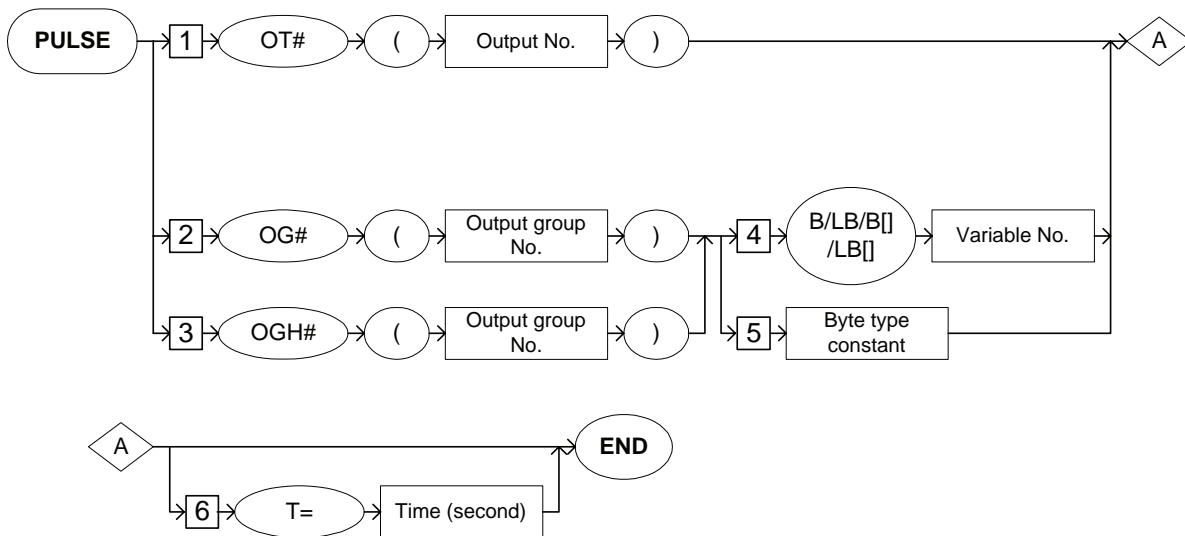 PULSE 1 OT# ( Output No. ) A
2 OG# ( Output group No. ) 4 B/LB/B[] /LB[] Variable No.
3 OGH# ( Output group No. ) 5 Byte type constant
A END
6 T= Time (second)